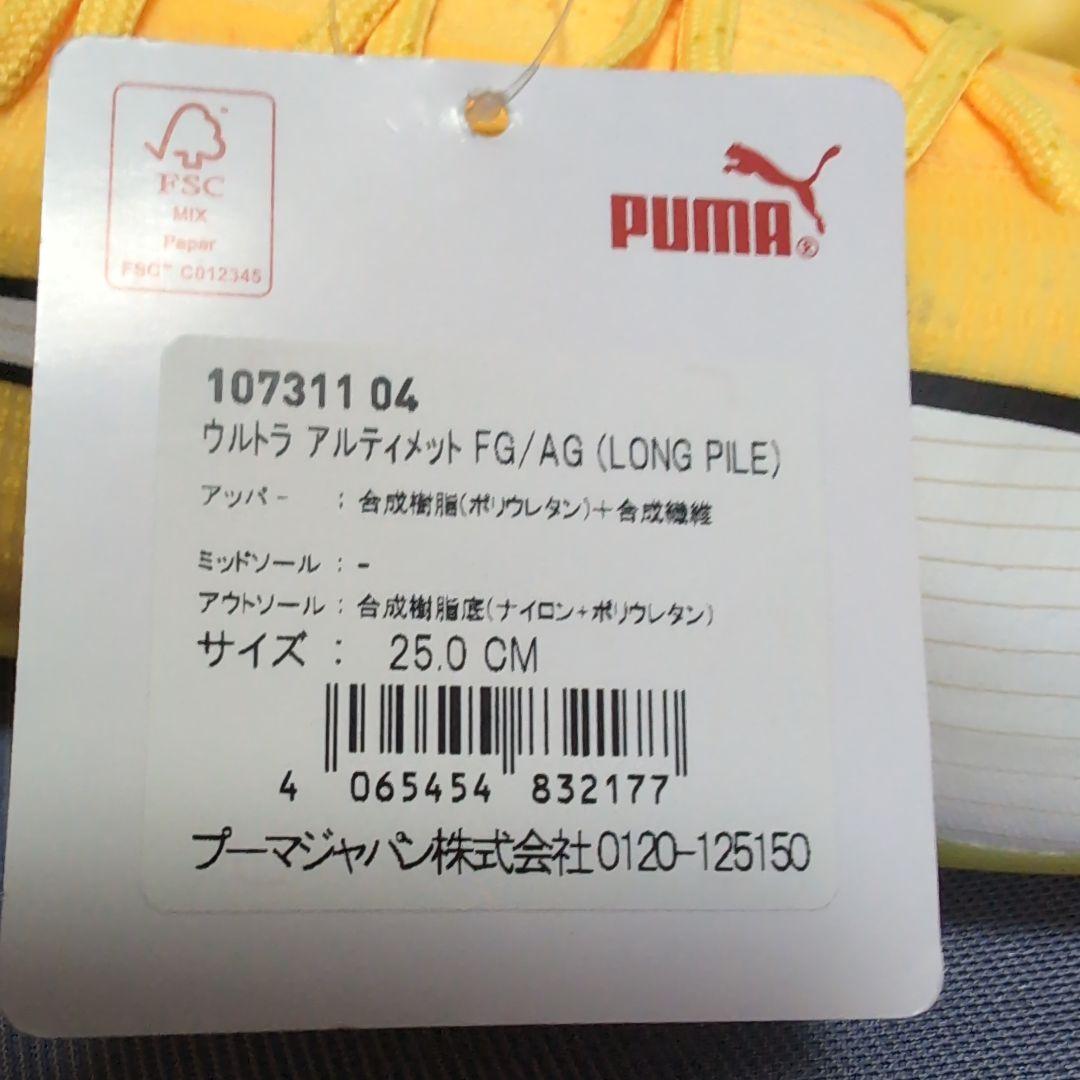 FSC
MIX
Paper
FSC™ C012345
PUMA®
107311 04
ウルトラ アルティメット FG/AG (LONG PILE)
アッパー : 合成樹脂(ポリウレタン)+合成繊維
ミッドソール : -
アウトソール : 合成樹脂底(ナイロン+ポリウレタン)
サイズ : 25.0 CM
4 065454 832177
プーマジャパン株式会社0120-125150